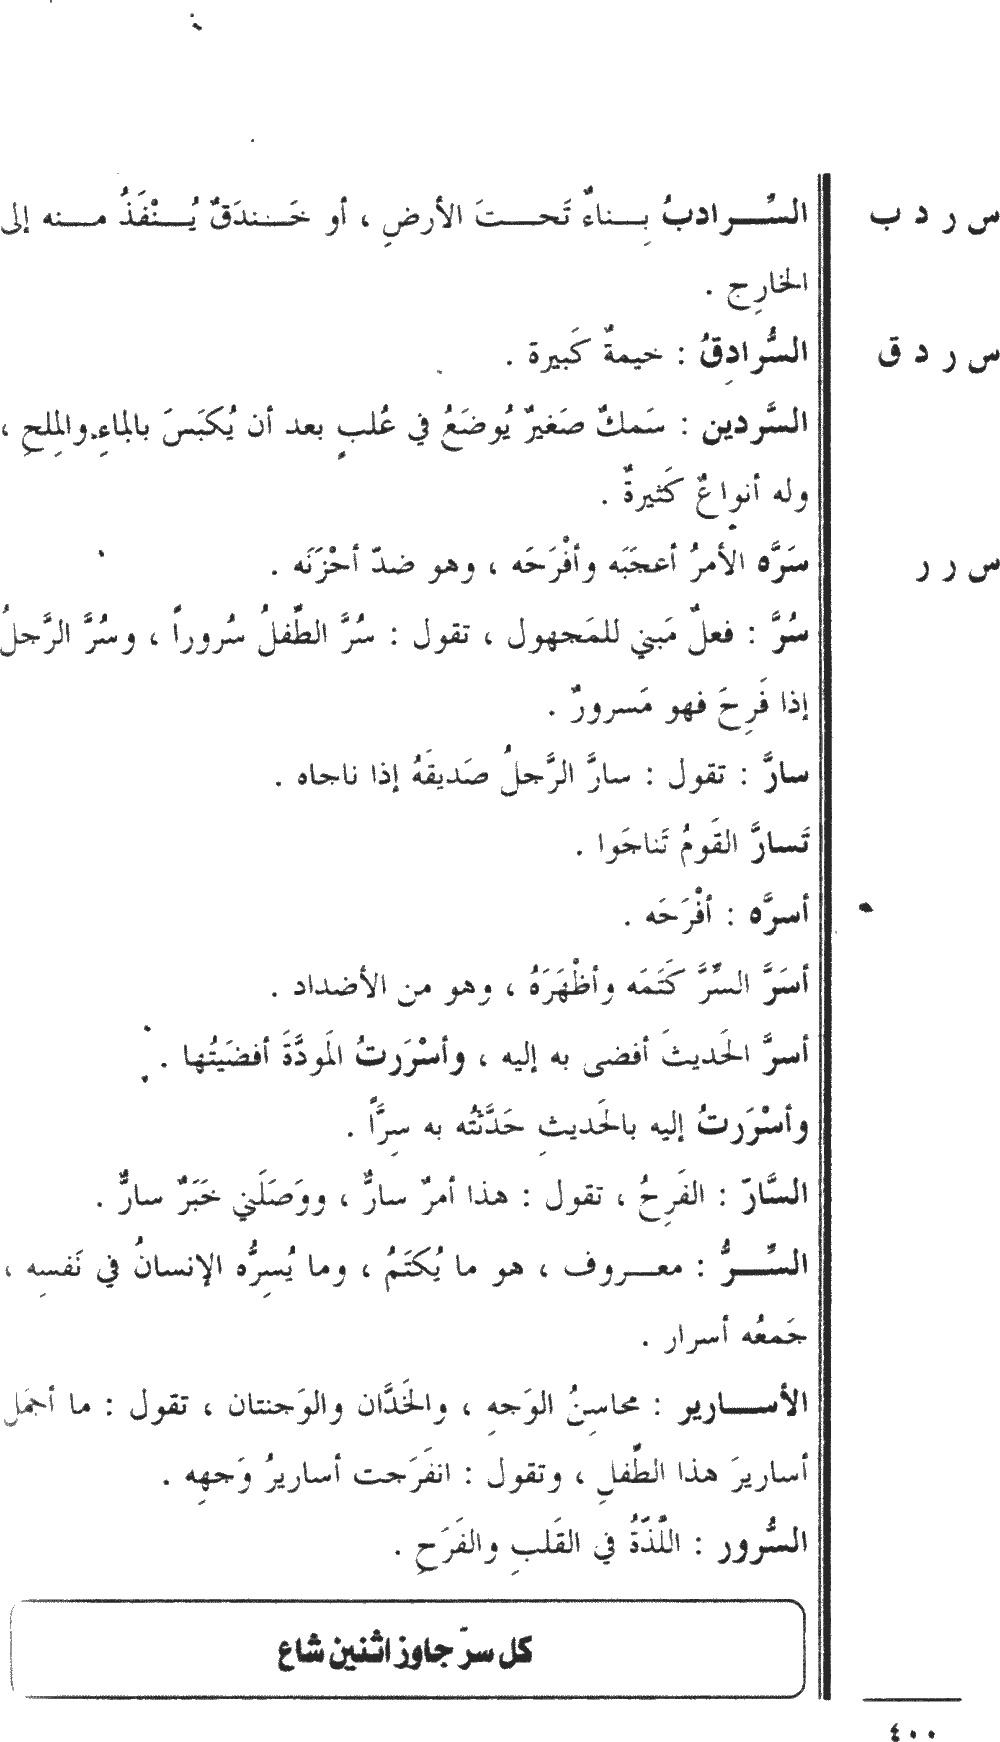 س ر د ب السِّرادبُ بِناءٌ تَحتَ الأرضِ ، أو خَندَقٌ يُنْفَذُ منه إلى
الخارِج .
س ر د ق السُّرادِقُ : خيمةٌ كَبيرة .
السَّردين : سَمكٌ صَغيرٌ يُوضَعُ في عُلبٍ بعد أن يُكبَسَ بالماءِ والمِلحِ ،
وله أنواعٌ كَثيرةٌ .
س ر ر سَرَّه الأمرُ أعجَبَه وأفْرَحَه ، وهو ضدّ أحْزَنَه .
سُرَّ : فعلٌ مَبني للمَجهول ، تقول : سُرَّ الطِّفلُ سُروراً ، وسُرَّ الرَّجلُ
إذا فَرِحَ فهو مَسرورٌ .
سارَّ : تقول : سارَّ الرَّجلُ صَديقَهُ إذا ناجاه .
تَسارَّ القَومُ تَناجَوا .
أسرَّه : أفْرَحَه .
أسَرَّ السِّرَّ كَتَمَه وأظْهَرَهُ ، وهو من الأضداد .
أسرَّ الحَديثَ أفضى به إليه ، وأسْرَرتُ المَودَّةَ أفضَيتُها .
وأسْرَرتُ إليه بالحَديثِ حَدَّثتُه به سِرَّاً .
السَّارّ : الفَرِحُ ، تقول : هذا أمرٌ سارٌّ ، ووَصَلَني خَبَرٌ سارٌّ .
السِّرُّ : معروف ، هو ما يُكتَمُ ، وما يُسِرُّه الإنسانُ في نَفسِه ،
جَمعُه أسرار .
الأسارير : محاسِنُ الوَجهِ ، والخَدَّان والوَجنتان ، تقول : ما أجمَل
أساريرَ هذا الطِّفلِ ، وتقول : انفَرَجت أساريرُ وَجهِه .
السُّرور : اللَّذّةُ في القَلبِ والفَرَحِ .
كل سرّ جاوز اثنين شاع
٤٠٠